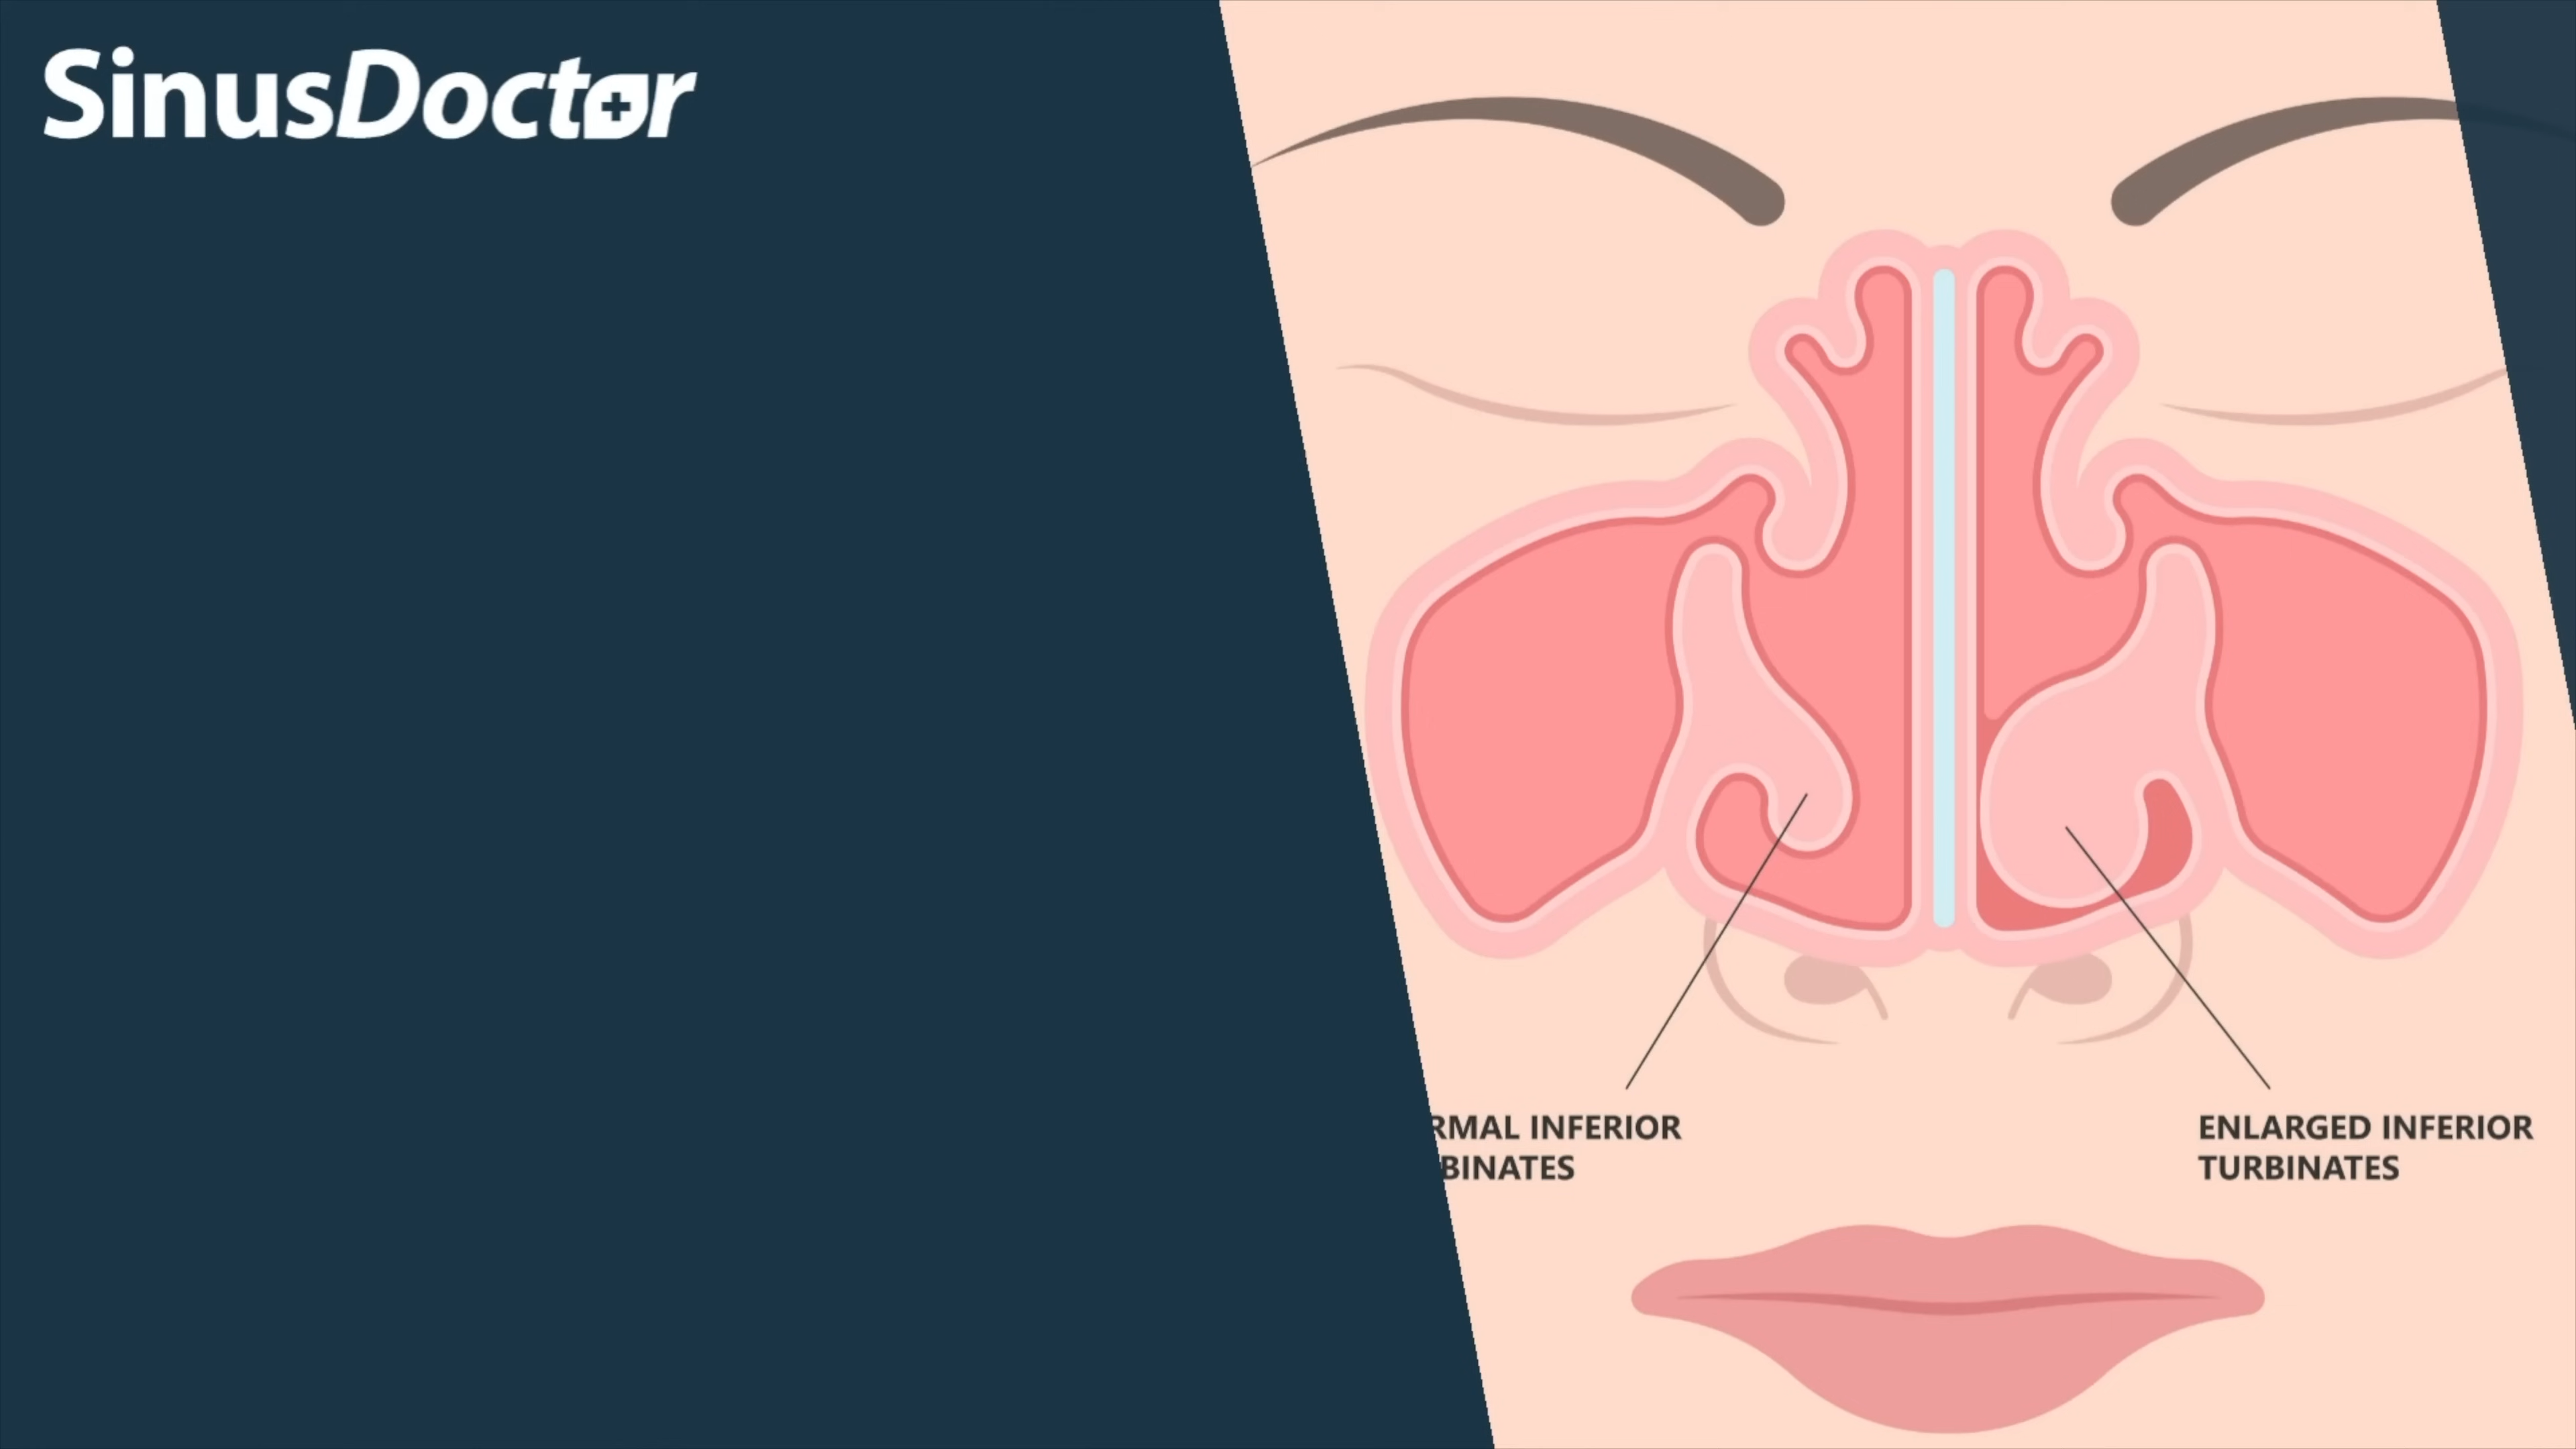 SinusDoctor
RMAL INFERIOR
BINATES
ENLARGED INFERIOR
TURBINATES